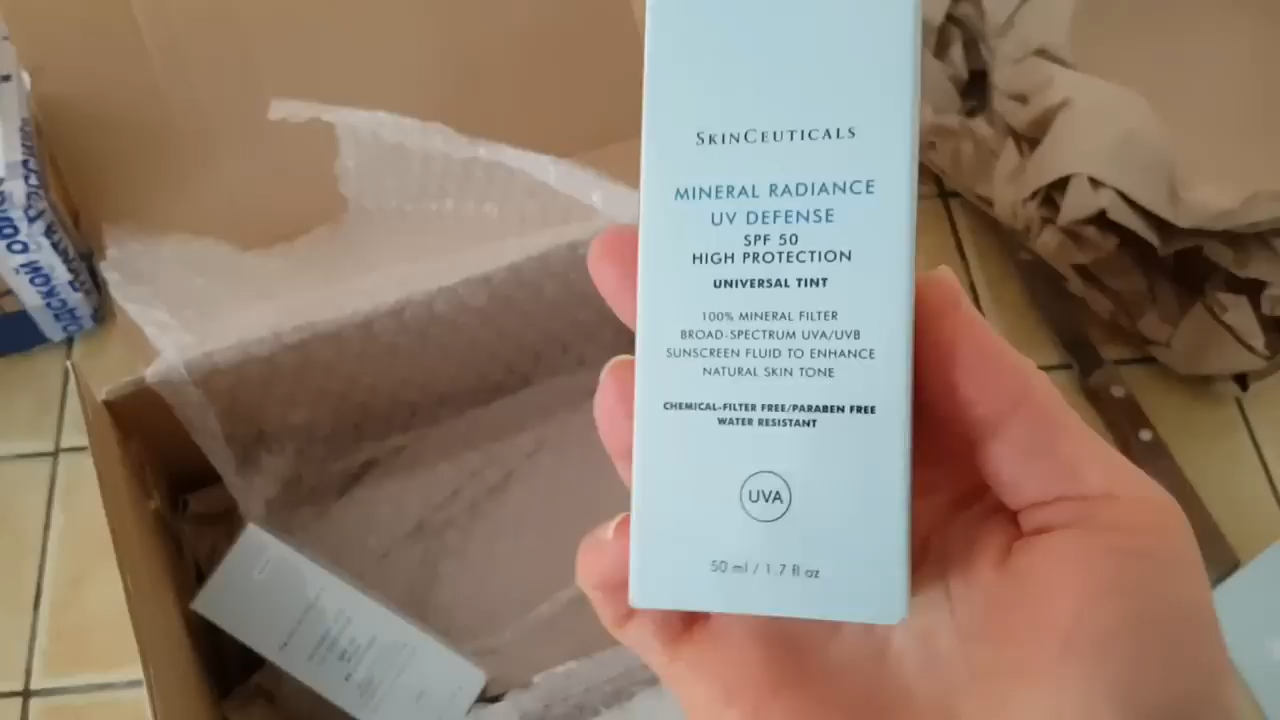 SKINCEUTICALS
MINERAL RADIANCE
UV DEFENSE
SPF 50
HIGH PROTECTION
UNIVERSAL TINT
100% MINERAL FILTER
BROAD-SPECTRUM UVA/UVB
SUNSCREEN FLUID TO ENHANCE
NATURAL SKIN TONE
CHEMICAL-FILTER FREE/PARABEN FREE
WATER RESISTANT
UVA
50 ml / 1.7 fl oz